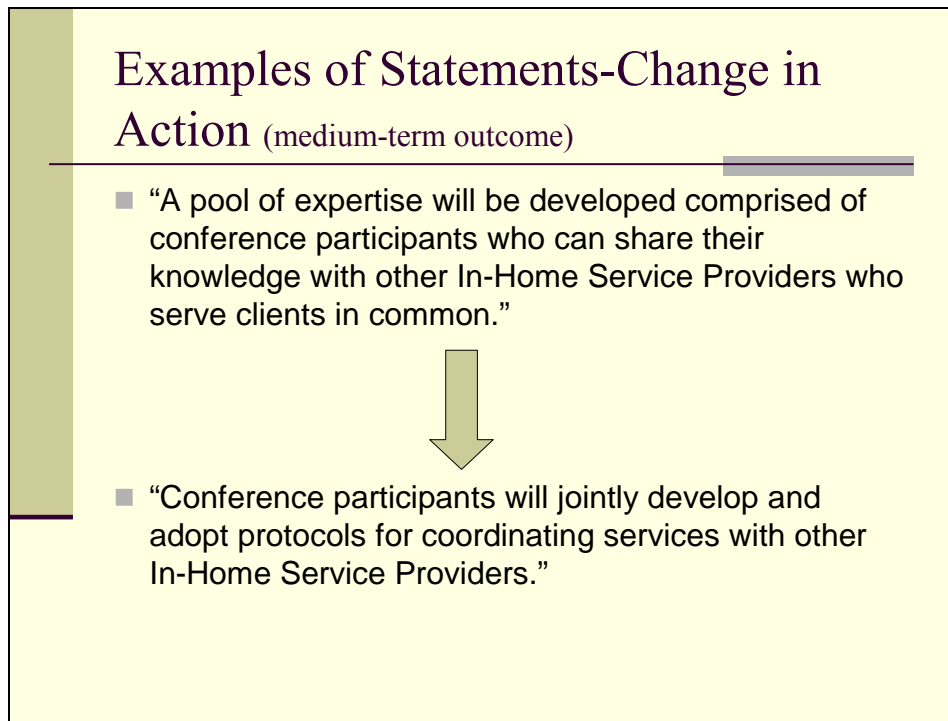 Examples of Statements-Change in
Action (medium-term outcome)
“A pool of expertise will be developed comprised of
conference participants who can share their
knowledge with other In-Home Service Providers who
serve clients in common.”
“Conference participants will jointly develop and
adopt protocols for coordinating services with other
In-Home Service Providers.”